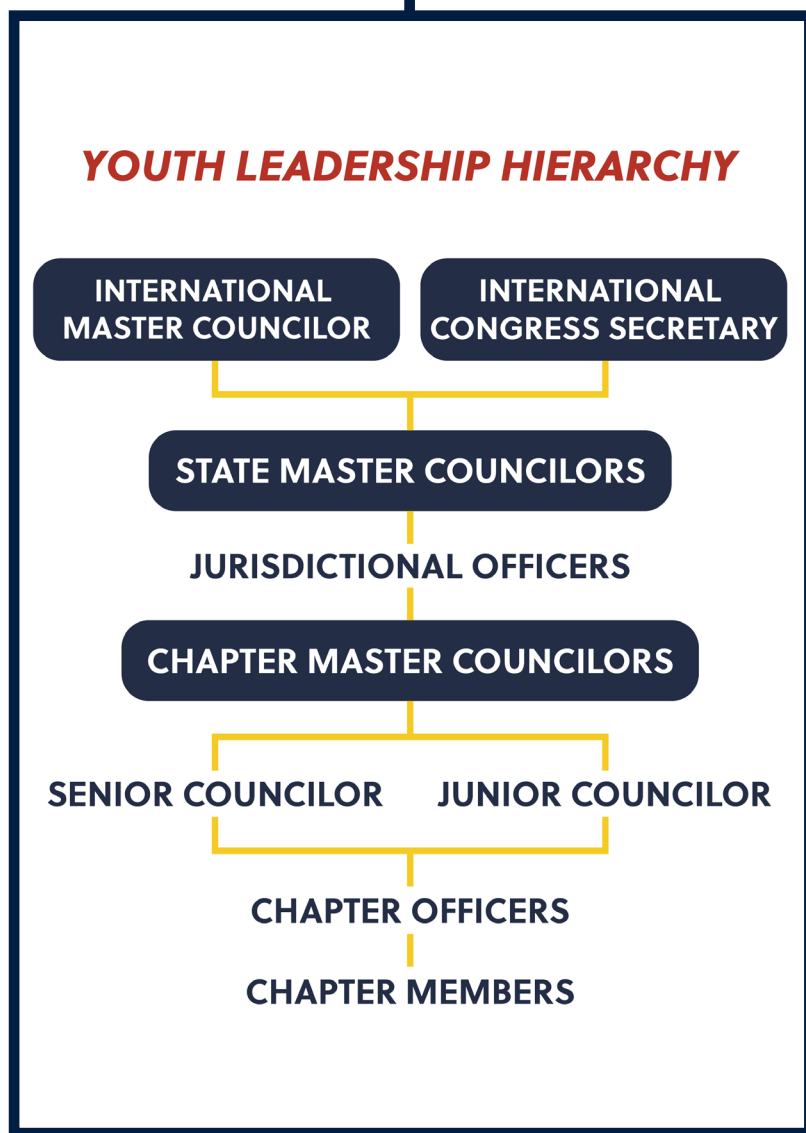 YOUTH LEADERSHIP HIERARCHY
INTERNATIONAL
MASTER COUNCILOR
INTERNATIONAL
CONGRESS SECRETARY
STATE MASTER COUNCILORS
JURISDICTIONAL OFFICERS
CHAPTER MASTER COUNCILORS
SENIOR COUNCILOR
JUNIOR COUNCILOR
CHAPTER OFFICERS
CHAPTER MEMBERS